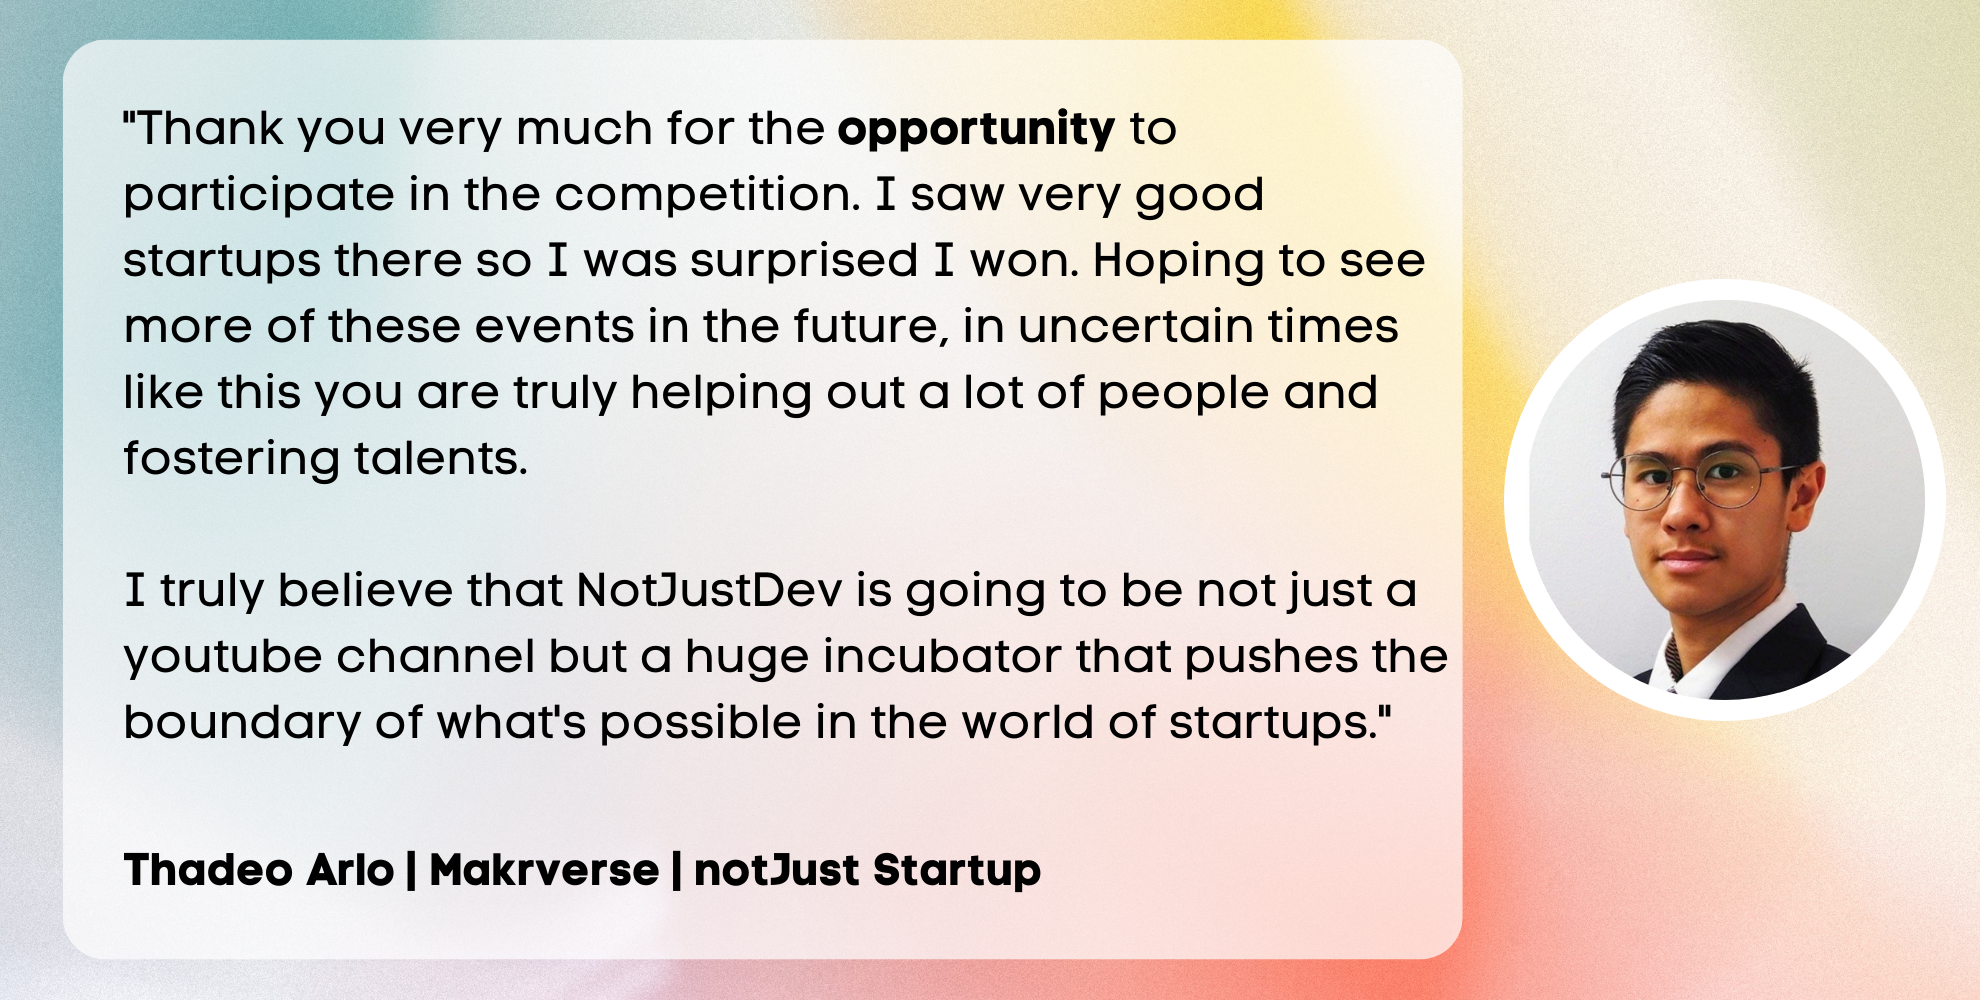 "Thank you very much for the opportunity to
participate in the competition. I saw very good
startups there so I was surprised I won. Hoping to see
more of these events in the future, in uncertain times
like this you are truly helping out a lot of people and
fostering talents.
I truly believe that NotJustDev is going to be not just a
youtube channel but a huge incubator that pushes the
boundary of what's possible in the world of startups."
Thadeo Arlo | Makrverse | notJust Startup